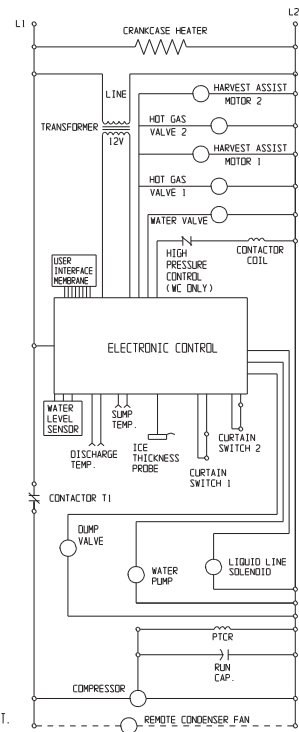 L1
L2
CRANKCASE HEATER
LINE
HARVEST ASSIST
MOTOR 2
TRANSFORMER
HOT GAS
VALVE 2
12V
HARVEST ASSIST
MOTOR 1
HOT GAS
VALVE 1
WATER VALVE
HIGH
PRESSURE
CONTROL
(WC ONLY)
CONTACTOR
COIL
USER
INTERFACE
MEMBRANE
ELECTRONIC CONTROL
WATER
LEVEL
SENSOR
SUMP
TEMP.
DISCHARGE
TEMP.
ICE
THICKNESS
PROBE
CURTAIN
SWITCH 2
CURTAIN
SWITCH 1
CONTACTOR T1
DUMP
VALVE
WATER
PUMP
LIQUID LINE
SOLENOID
PTCR
RUN
CAP.
COMPRESSOR
T.
REMOTE CONDENSER FAN